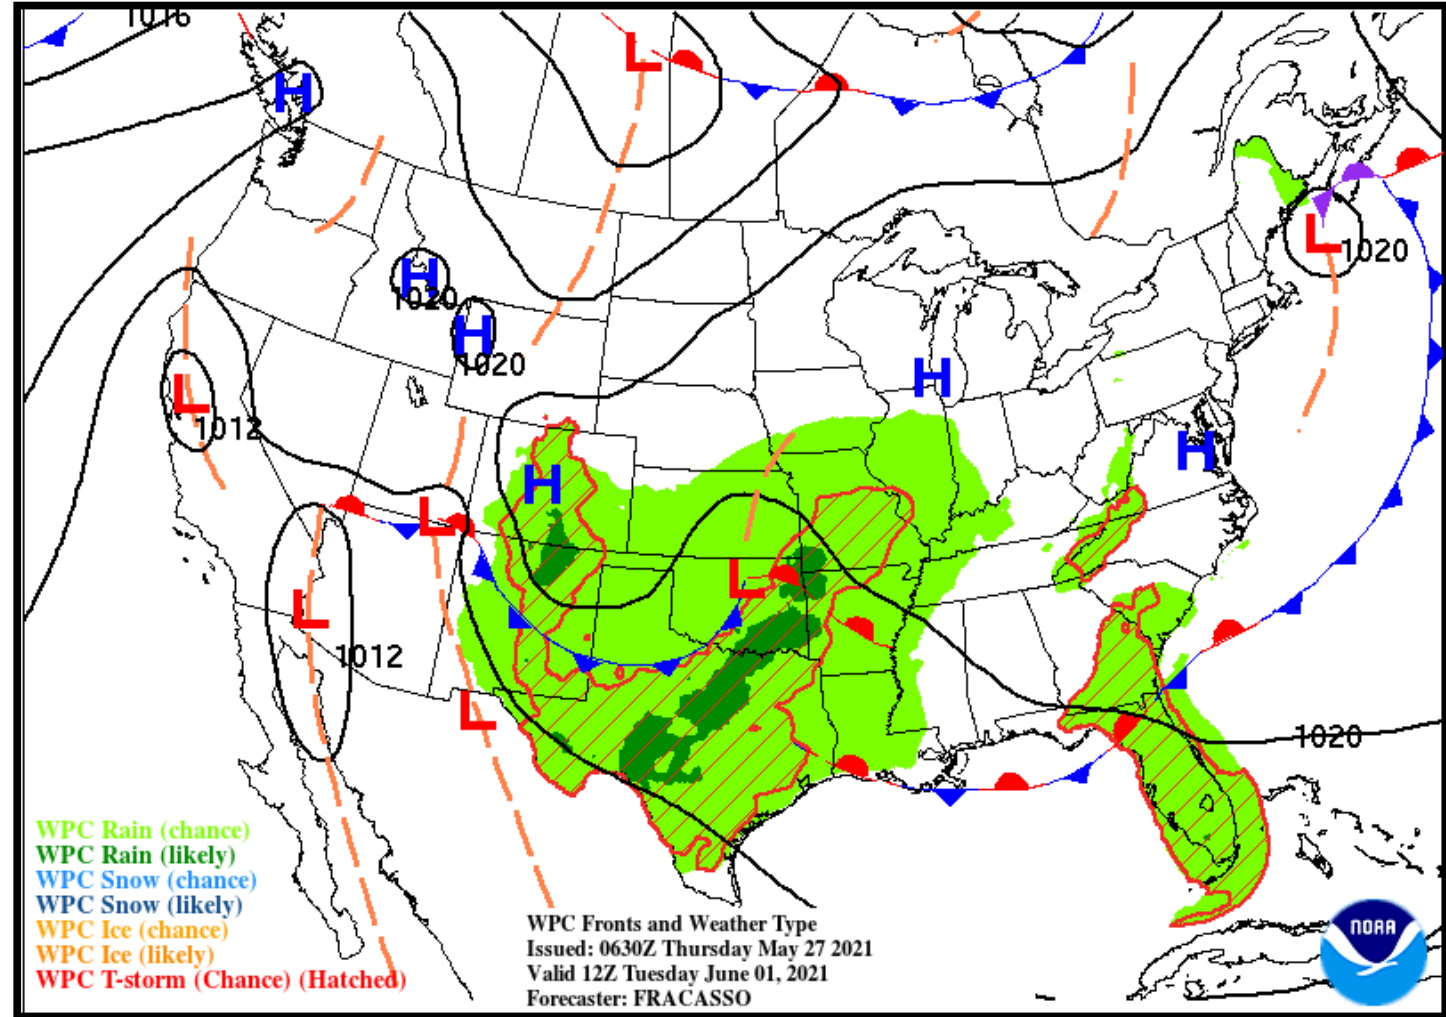 1016
H
L
L
1020
H
1020
H
1020
H
L
1012
H
H
L
L
L
1012
L
1020
WPC Rain (chance)
WPC Rain (likely)
WPC Snow (chance)
WPC Snow (likely)
WPC Ice (chance)
WPC Ice (likely)
WPC T-storm (Chance) (Hatched)
WPC Fronts and Weather Type
Issued: 0630Z Thursday May 27 2021
Valid 12Z Tuesday June 01, 2021
Forecaster: FRACASSO
NOAA